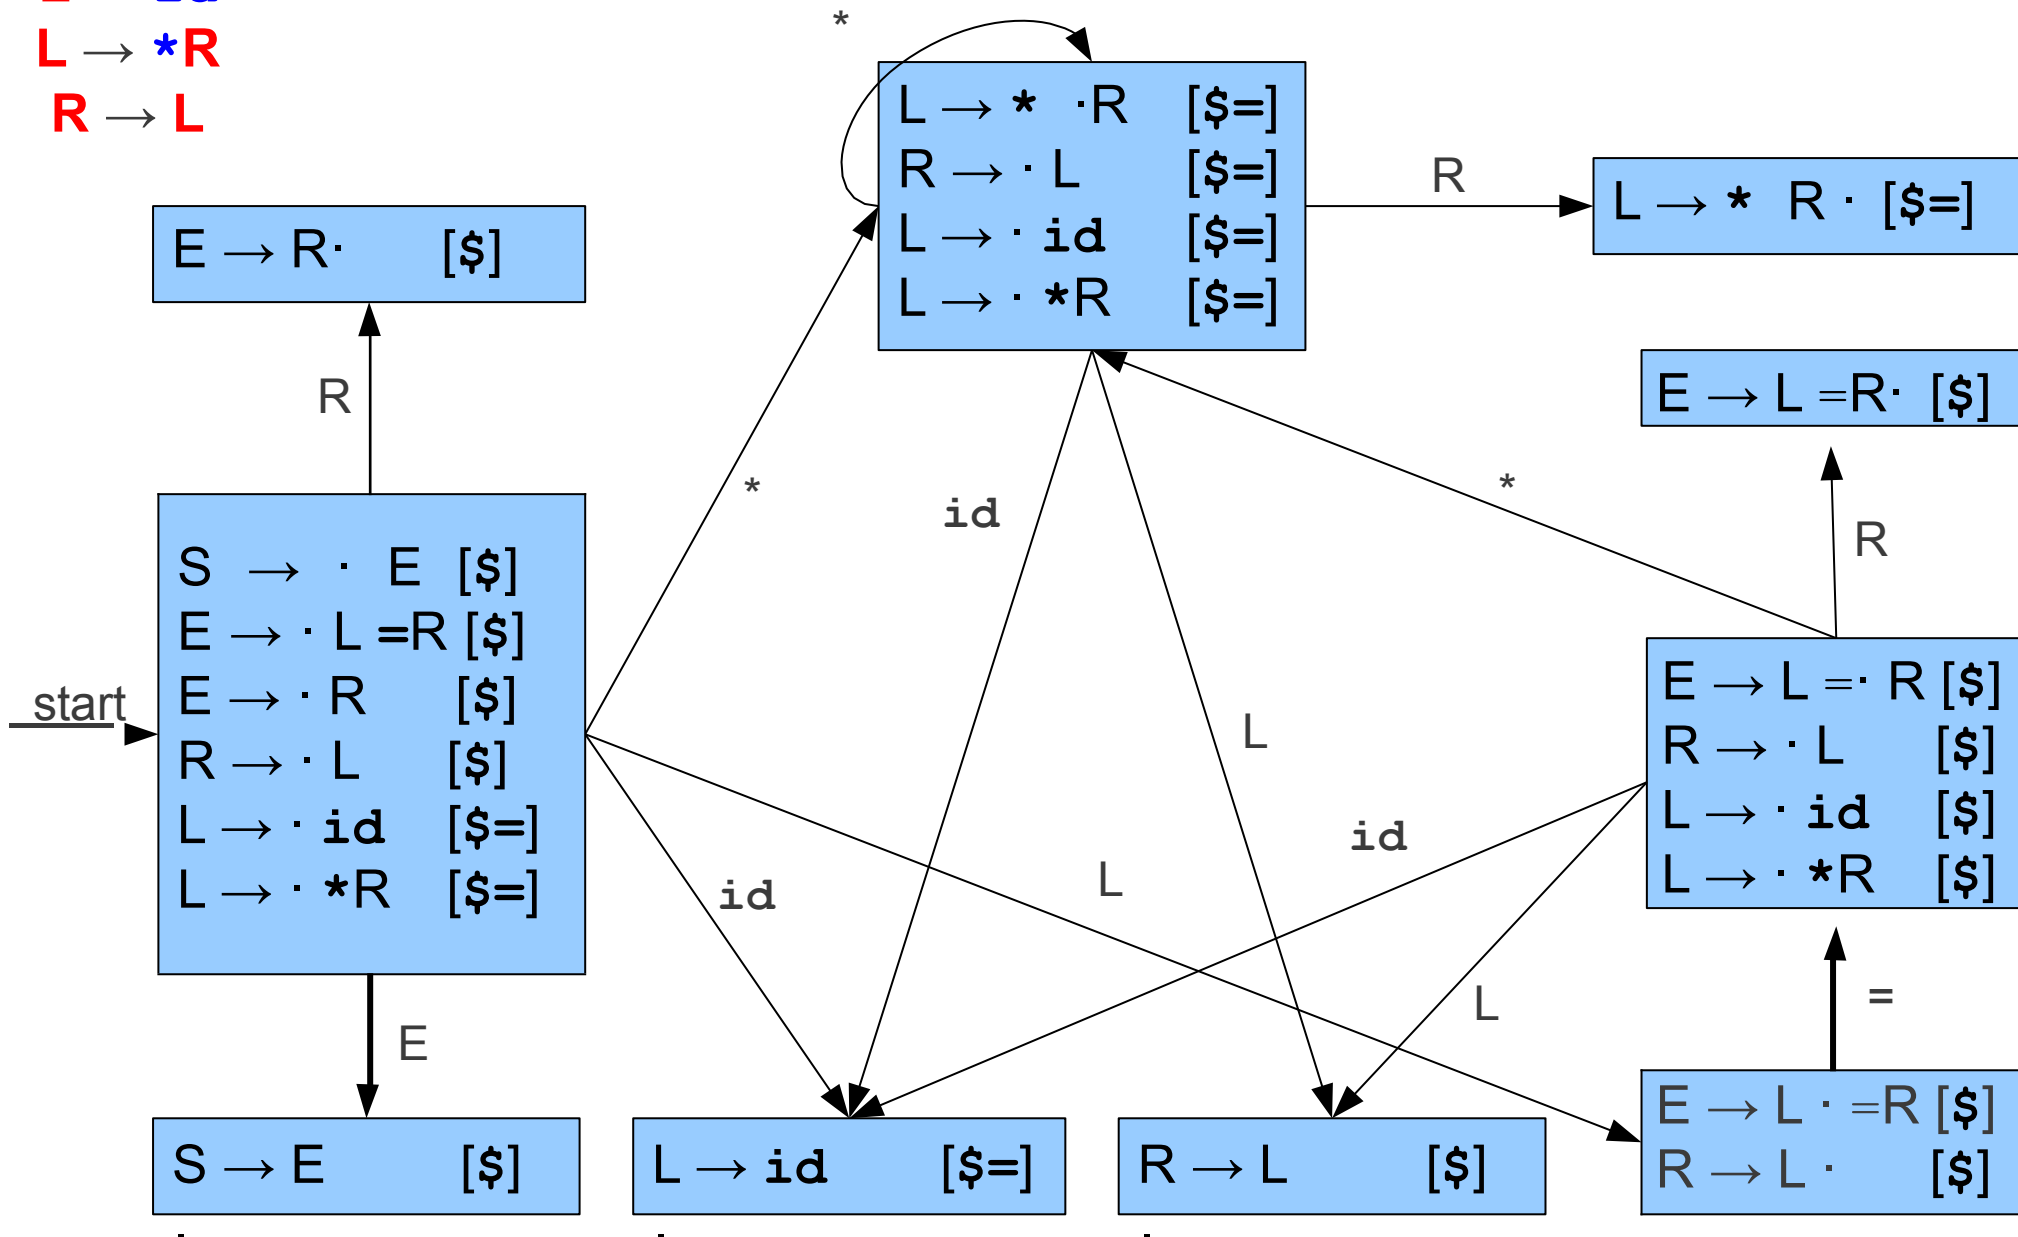 L → *R
R → L
*
L → * ·R [$=]
R → · L [$=]
L → · id [$=]
L → · *R [$=]
R
L → * R · [$=]
E → R· [$]
R
E → L =R· [$]
R
*
*
id
S → · E [$]
E → · L =R [$]
E → · R [$]
R → · L [$]
L → · id [$=]
L → · *R [$=]
start
L
E → L =· R [$]
R → · L [$]
L → · id [$]
L → · *R [$]
id
id
L
L
=
E
S → E [$]
L → id [$=]
R → L [$]
E → L · =R [$]
R → L · [$]